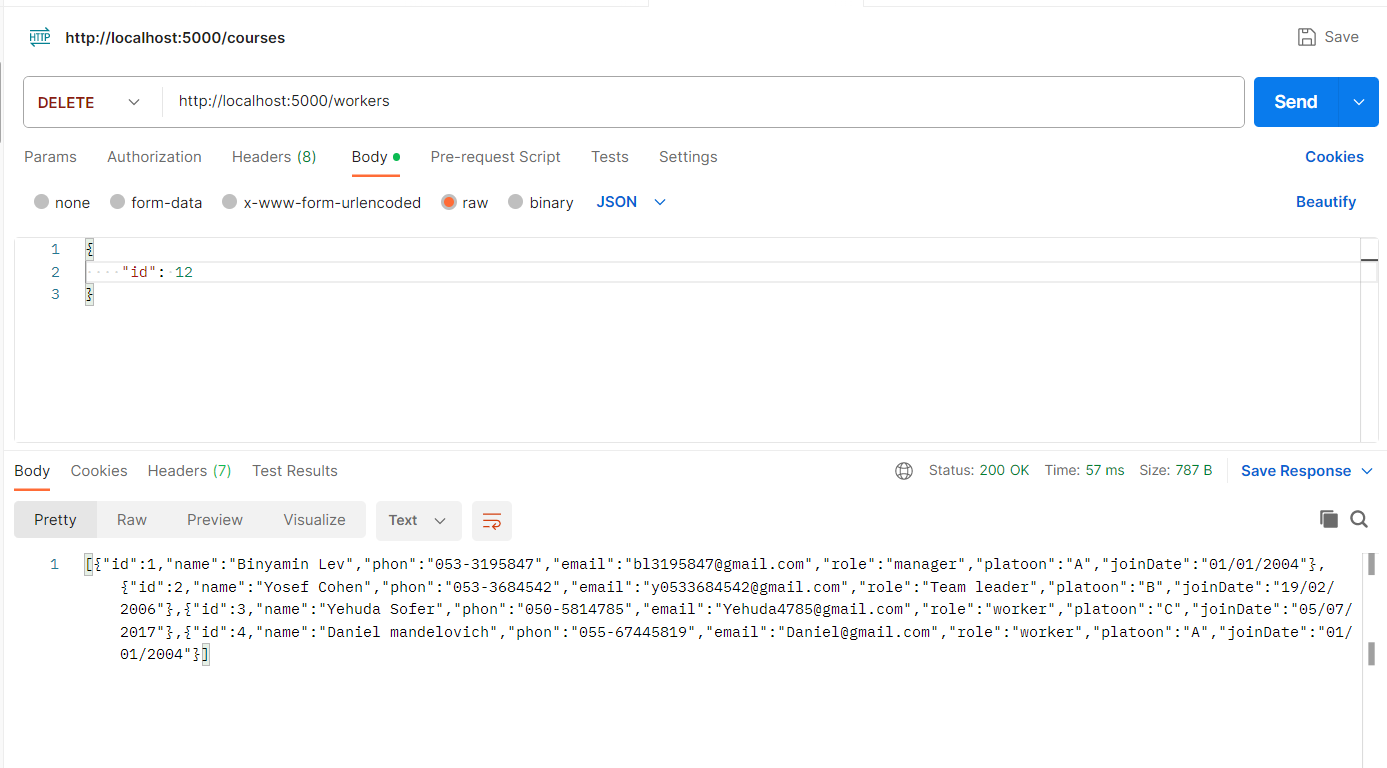 HTTP http://localhost:5000/courses Save
DELETE http://localhost:5000/workers Send
Params Authorization Headers (8) Body Pre-request Script Tests Settings Cookies
none form-data x-www-form-urlencoded raw binary JSON Beautify
1 {
2 "id": 12
3 }
Body Cookies Headers (7) Test Results Status: 200 OK Time: 57 ms Size: 787 B Save Response
Pretty Raw Preview Visualize Text
1 [{"id":1,"name":"Binyamin Lev","phon":"053-3195847","email":"bl3195847@gmail.com","role":"manager","platoon":"A","joinDate":"01/01/2004"},
{"id":2,"name":"Yosef Cohen","phon":"053-3684542","email":"y0533684542@gmail.com","role":"Team leader","platoon":"B","joinDate":"19/02/
2006"},{"id":3,"name":"Yehuda Sofer","phon":"050-5814785","email":"Yehuda4785@gmail.com","role":"worker","platoon":"C","joinDate":"05/07/
2017"},{"id":4,"name":"Daniel mandelovich","phon":"055-67445819","email":"Daniel@gmail.com","role":"worker","platoon":"A","joinDate":"01/
01/2004"}]